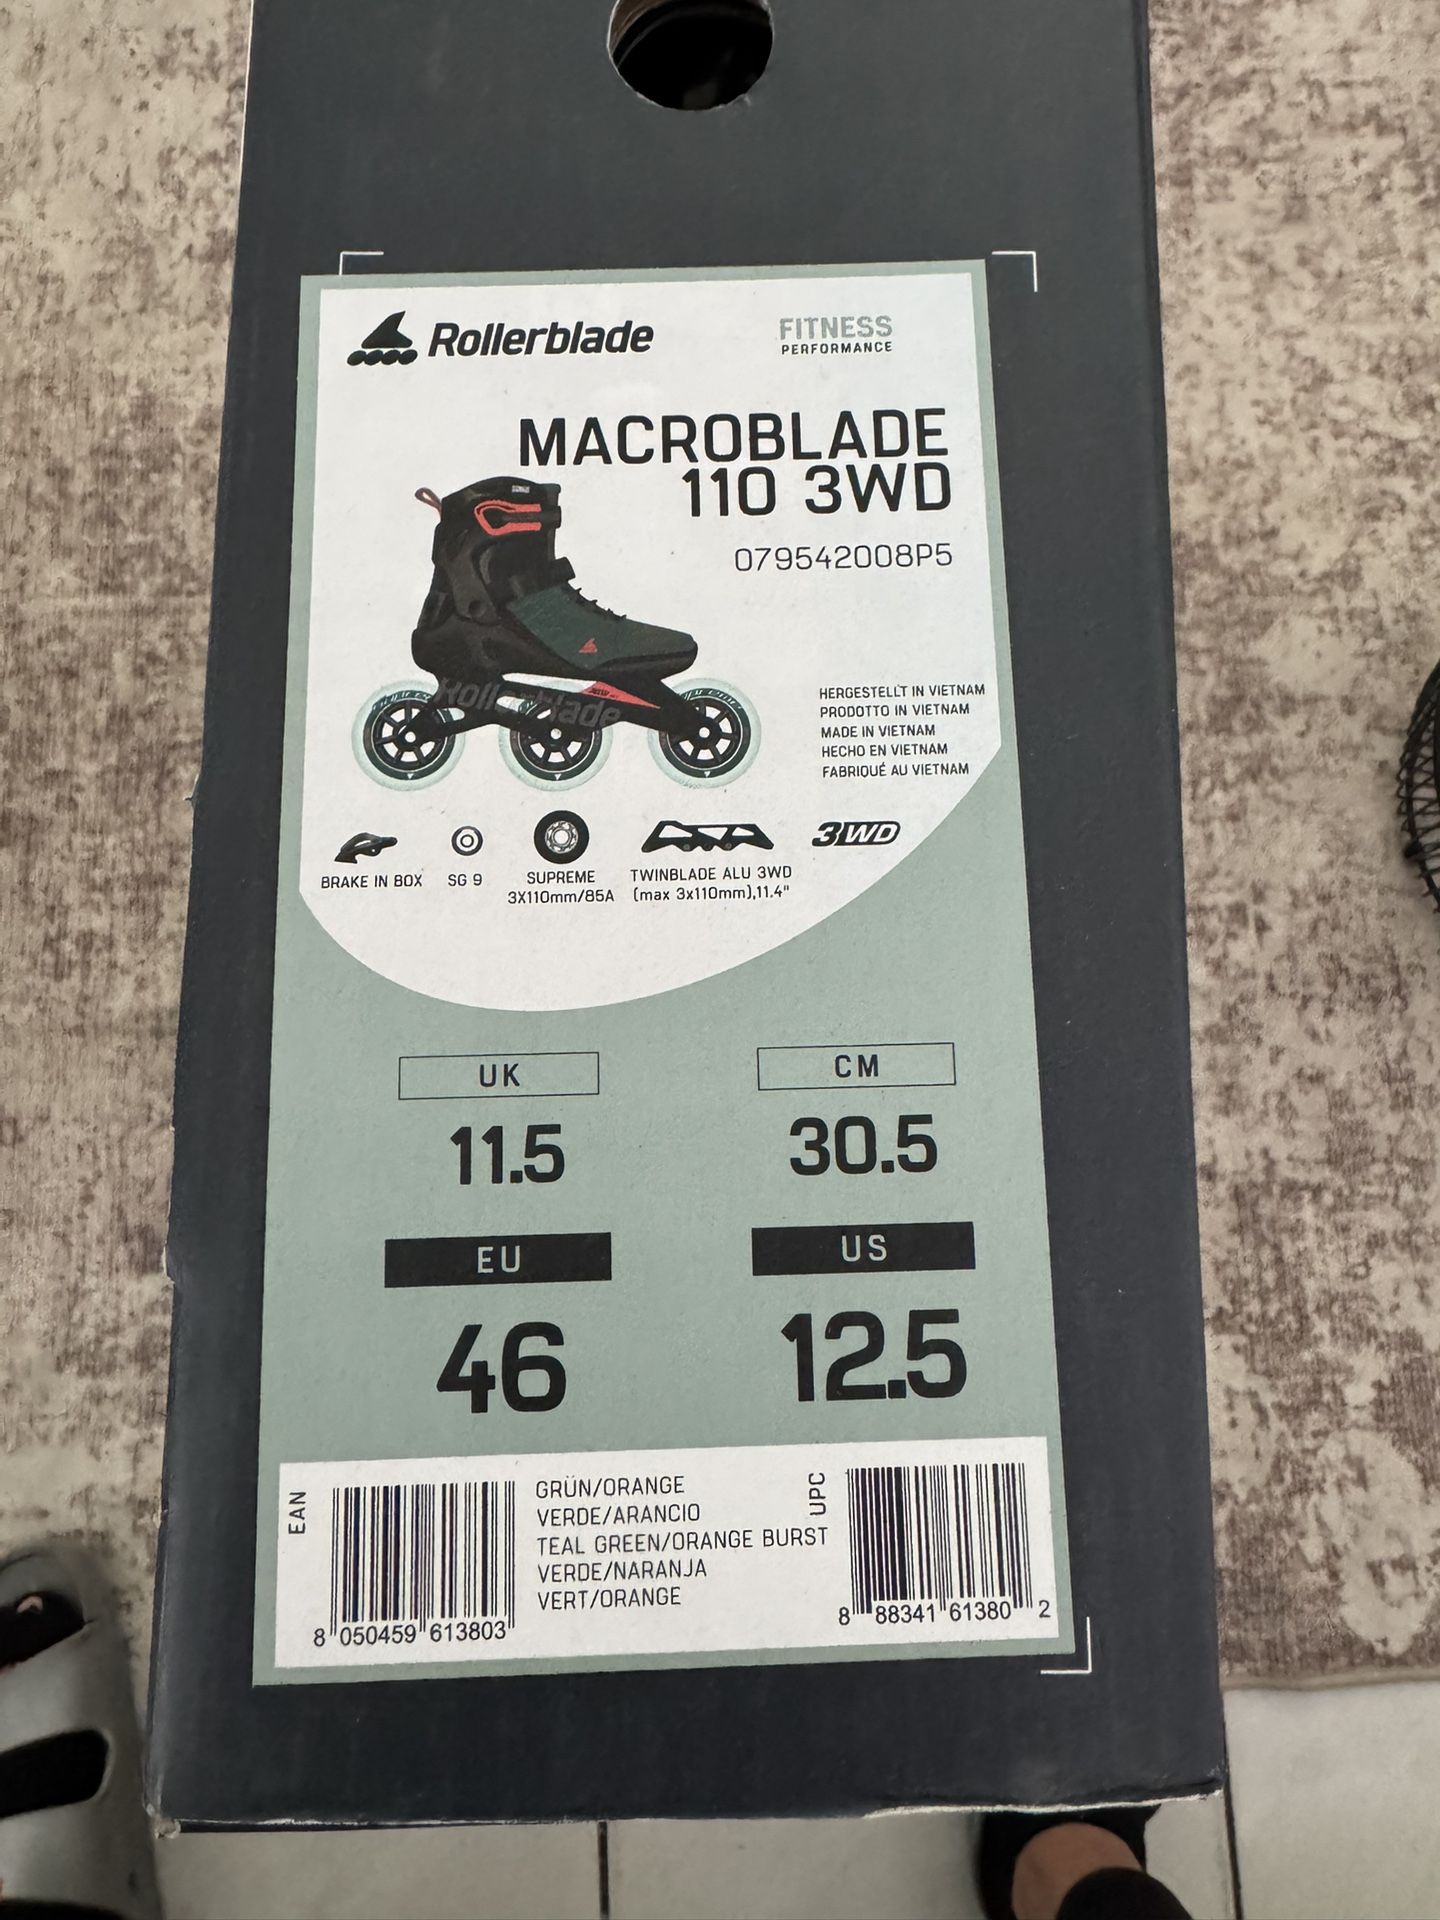 Rollerblade
FITNESS
PERFORMANCE
MACROBLADE
110 3WD
079542008P5
Rollerblade
HERGESTELLT IN VIETNAM
PRODOTTO IN VIETNAM
MADE IN VIETNAM
HECHO EN VIETNAM
FABRIQUÉ AU VIETNAM
3WD
BRAKE IN BOX
SG 9
SUPREME
3X110mm/85A
TWINBLADE ALU 3WD
(max 3x110mm),11.4"
UK
11.5
CM
30.5
EU
46
US
12.5
EAN
8 050459 613803
GRÜN/ORANGE
VERDE/ARANCIO
TEAL GREEN/ORANGE BURST
VERDE/NARANJA
VERT/ORANGE
UPC
8 88341 61380 2